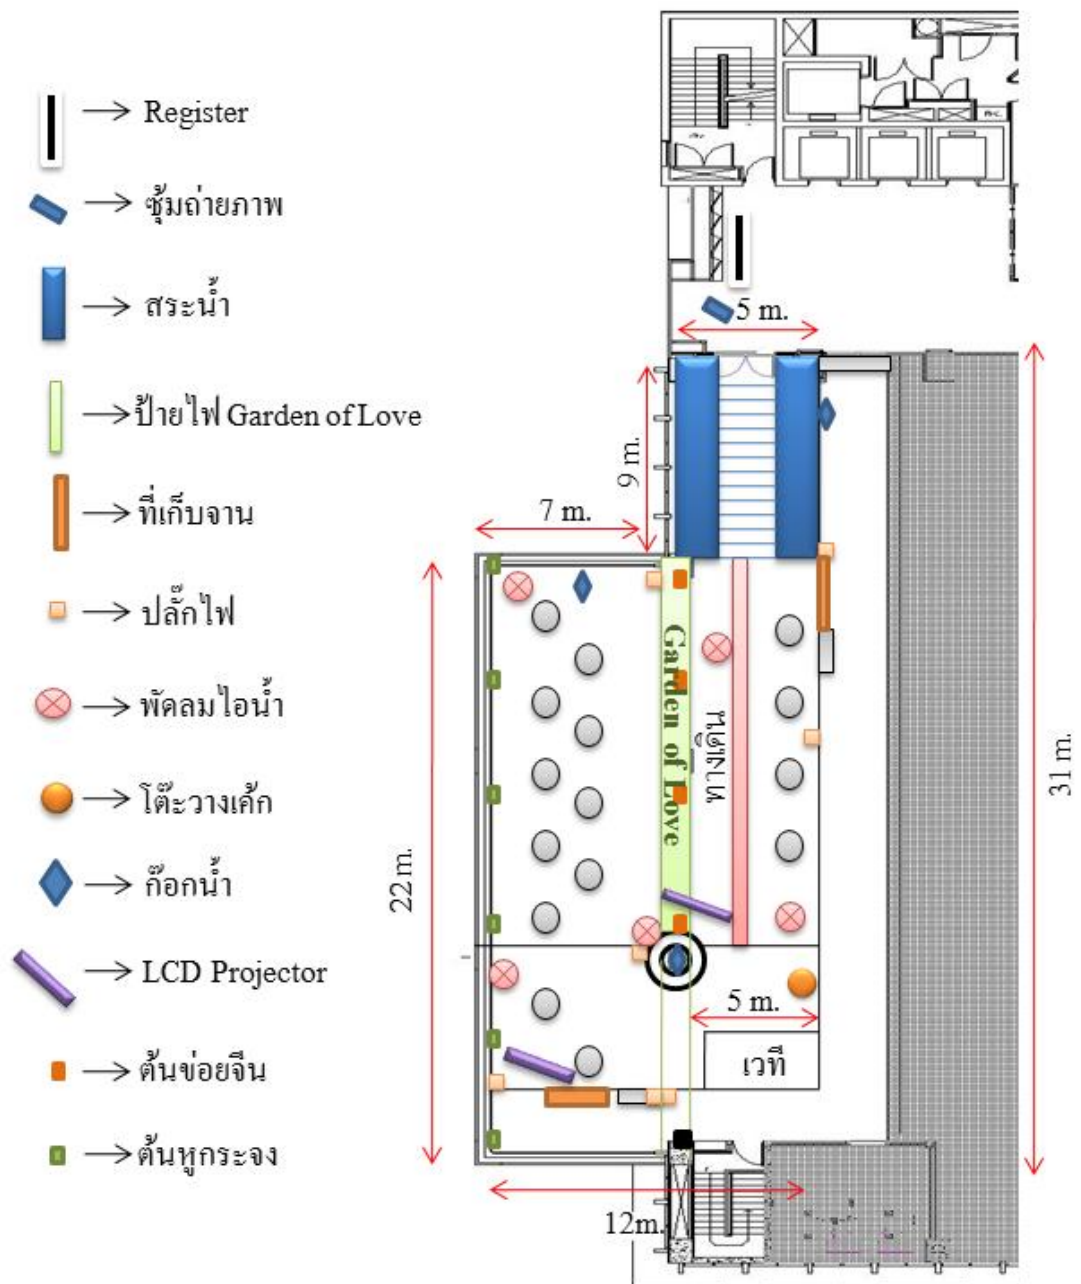 Register
ซุ้มถ่ายภาพ
สระน้ำ
ป้ายไฟ Garden of Love
ที่เก็บจาน
ปลั๊กไฟ
พัดลมไอน้ำ
โต๊ะวางเค้ก
ก๊อกน้ำ
LCD Projector
ต้นข่อยจีน
ต้นหูกระจง
5 m.
9 m.
7 m.
Garden of Love
ทางเดิน
31 m.
22 m.
5 m.
เวที
12m.